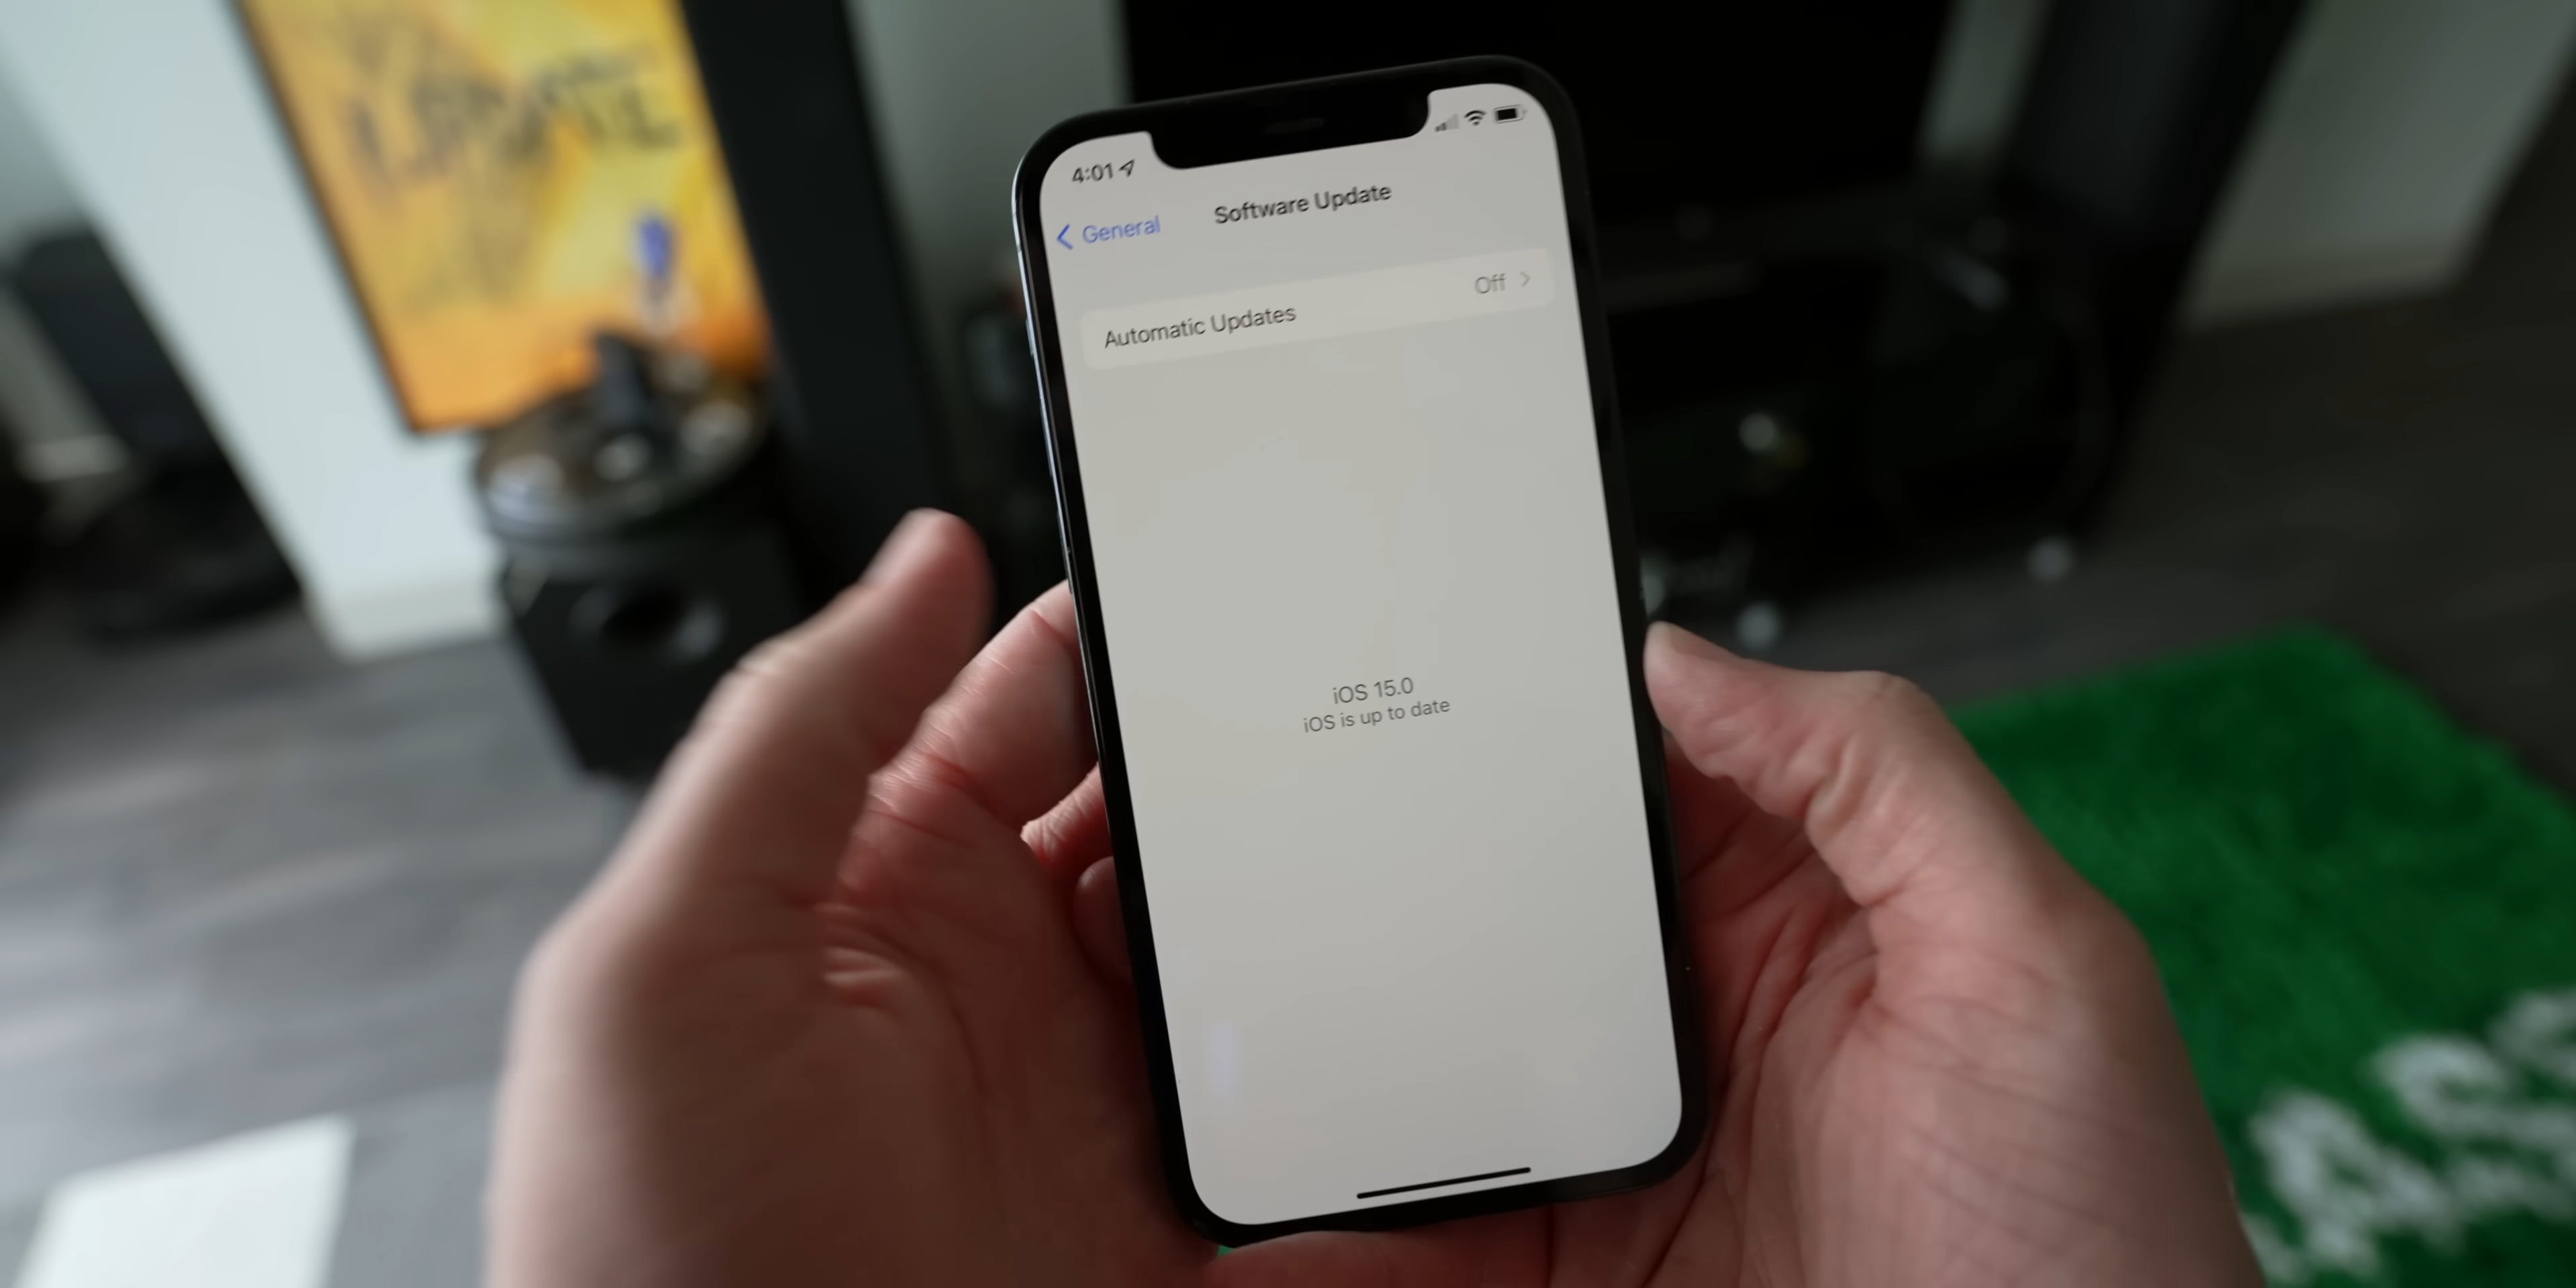 4:01
General
Software Update
Automatic Updates
Off
iOS 15.0
iOS is up to date